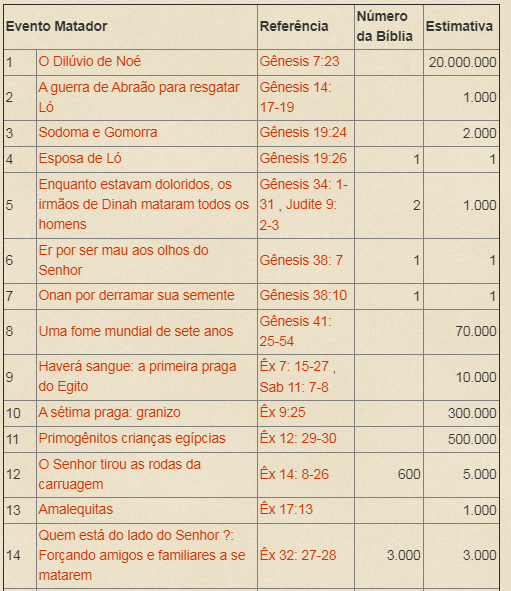 Evento Matador Referência Número da Bíblia Estimativa
1 O Dilúvio de Noé Gênesis 7:23 20.000.000
2 A guerra de Abraão para resgatar Ló Gênesis 14: 17-19 1.000
3 Sodoma e Gomorra Gênesis 19:24 2.000
4 Esposa de Ló Gênesis 19:26 1 1
5 Enquanto estavam doloridos, os irmãos de Dinah mataram todos os homens Gênesis 34: 1-31 , Judite 9: 2-3 2 1.000
6 Er por ser mau aos olhos do Senhor Gênesis 38: 7 1 1
7 Onan por derramar sua semente Gênesis 38:10 1 1
8 Uma fome mundial de sete anos Gênesis 41: 25-54 70.000
9 Haverá sangue: a primeira praga do Egito Êx 7: 15-27 , Sab 11: 7-8 10.000
10 A sétima praga: granizo Êx 9:25 300.000
11 Primogênitos crianças egípcias Êx 12: 29-30 500.000
12 O Senhor tirou as rodas da carruagem Êx 14: 8-26 600 5.000
13 Amalequitas Êx 17:13 1.000
14 Quem está do lado do Senhor ?: Forçando amigos e familiares a se matarem Êx 32: 27-28 3.000 3.000